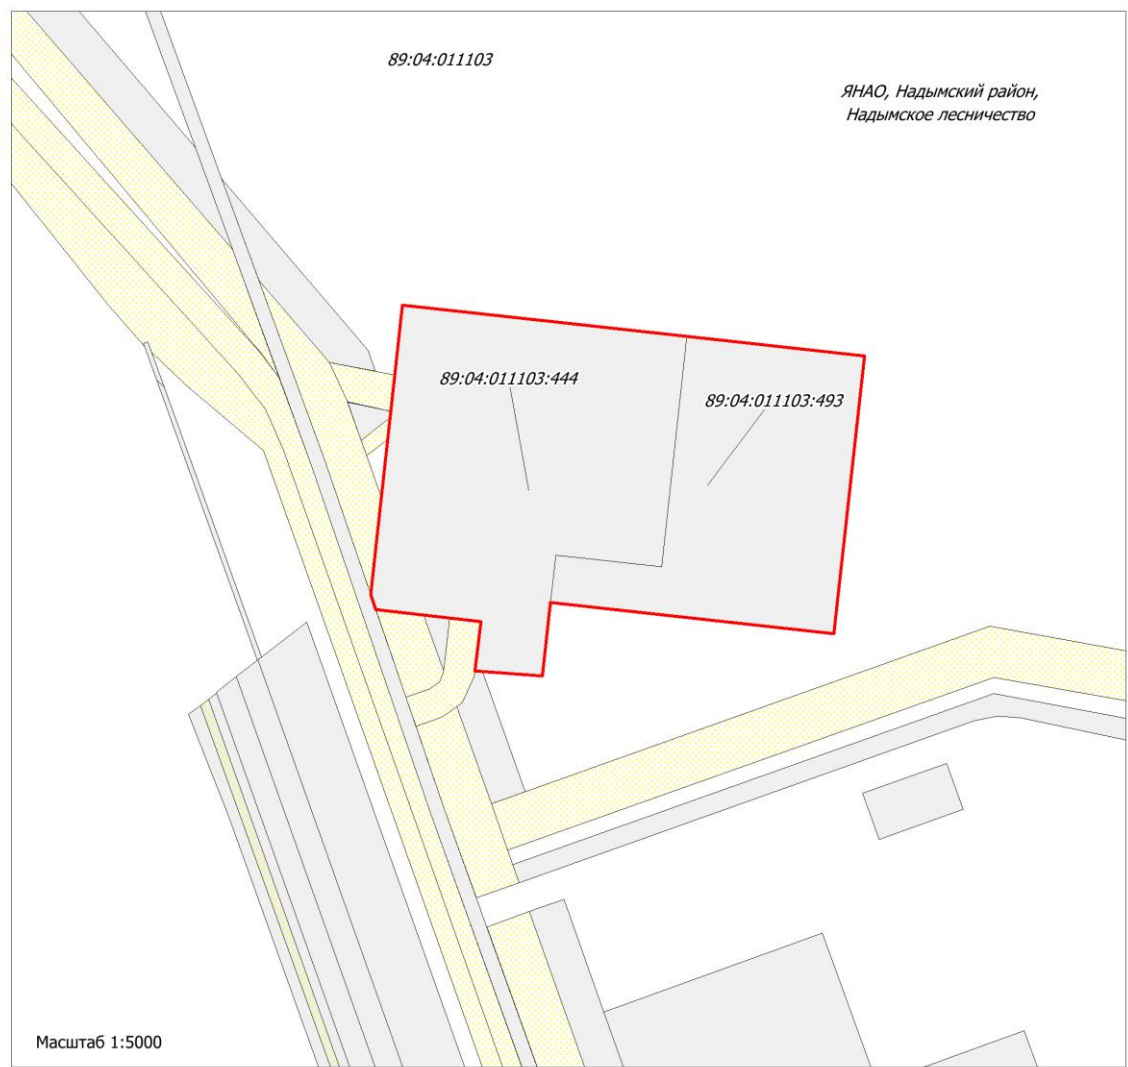 89:04:011103
ЯНАО, Надымский район,
Надымское лесничество
89:04:011103:444
89:04:011103:493
Масштаб 1:5000